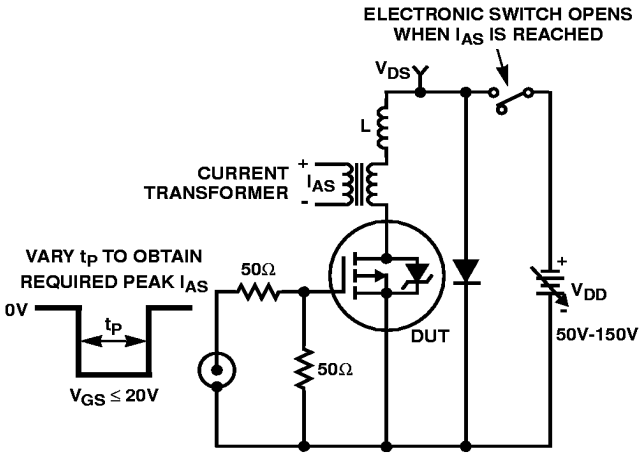 ELECTRONIC SWITCH OPENS
WHEN IAS IS REACHED
VDS
L
CURRENT
TRANSFORMER
+
IAS
-
VARY tP TO OBTAIN
REQUIRED PEAK IAS
50Ω
0V
tP
VGS ≤ 20V
50Ω
DUT
+
VDD
-
50V-150V